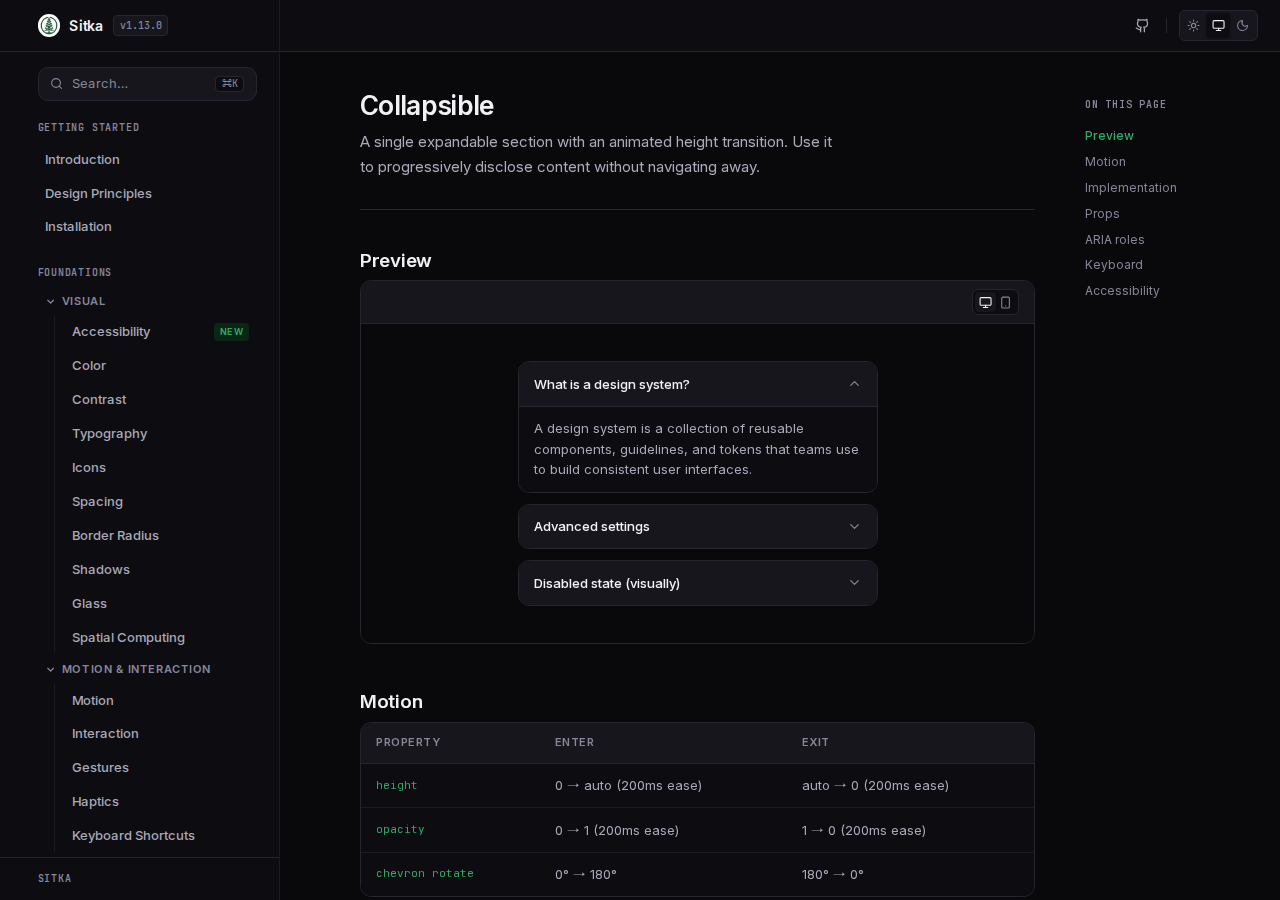 Sitka v1.13.0
Search... ⌘K
GETTING STARTED
Introduction
Design Principles
Installation
FOUNDATIONS
VISUAL
Accessibility NEW
Color
Contrast
Typography
Icons
Spacing
Border Radius
Shadows
Glass
Spatial Computing
MOTION & INTERACTION
Motion
Interaction
Gestures
Haptics
Keyboard Shortcuts
SITKA
Collapsible
A single expandable section with an animated height transition. Use it
to progressively disclose content without navigating away.
Preview
What is a design system?
A design system is a collection of reusable
components, guidelines, and tokens that teams use
to build consistent user interfaces.
Advanced settings
Disabled state (visually)
Motion
PROPERTY ENTER EXIT
height 0 → auto (200ms ease) auto → 0 (200ms ease)
opacity 0 → 1 (200ms ease) 1 → 0 (200ms ease)
chevron rotate 0° → 180° 180° → 0°
ON THIS PAGE
Preview
Motion
Implementation
Props
ARIA roles
Keyboard
Accessibility